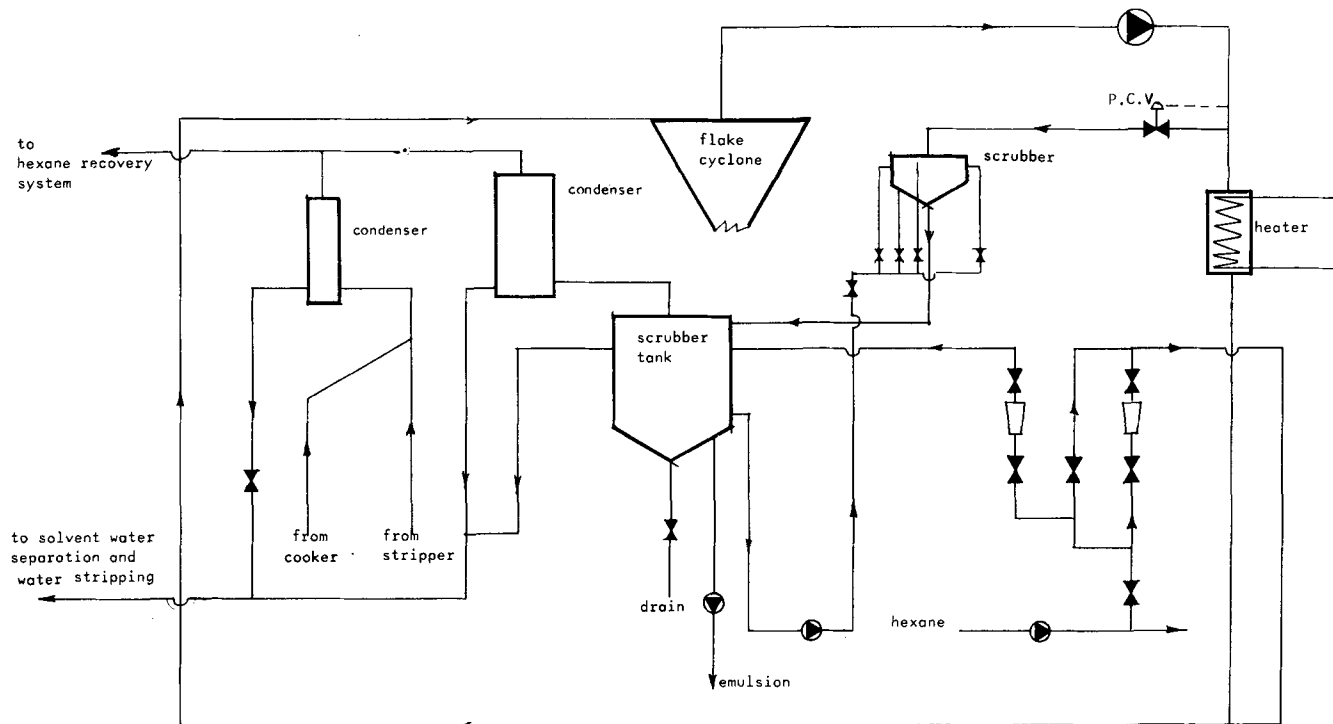 P.C.V
flake
cyclone
scrubber
to
hexane recovery
system
condenser
condenser
heater
scrubber
tank
from
cooker
from
stripper
to solvent water
separation and
water stripping
drain
hexane
emulsion